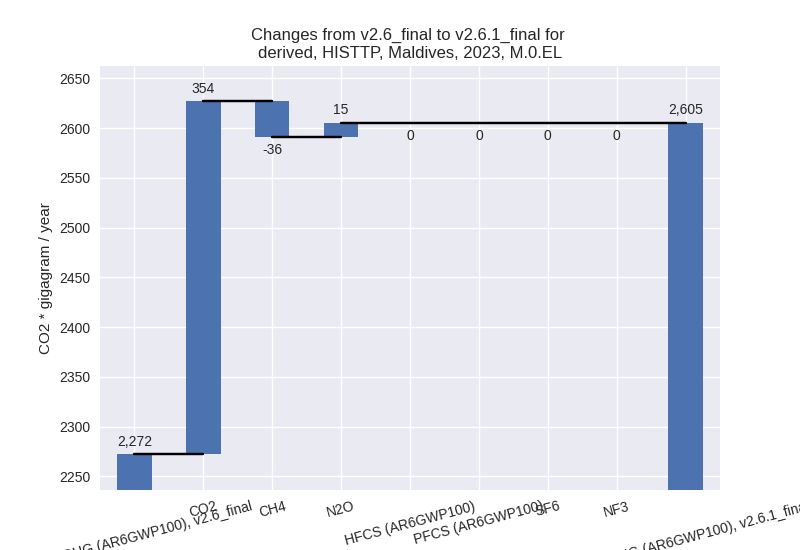 Changes from v2.6_final to v2.6.1_final for
derived, HISTTP, Maldives, 2023, M.0.EL
CO2 * gigagram / year
2650
2600
2550
2500
2450
2400
2350
2300
2250
2,272
354
-36
15
0
0
0
0
2,605
(AR6GWP100), v2.6_final
CO2
CH4
N2O
HFCS (AR6GWP100)
PFCS (AR6GWP100)
SF6
NF3
(AR6GWP100), v2.6.1_final